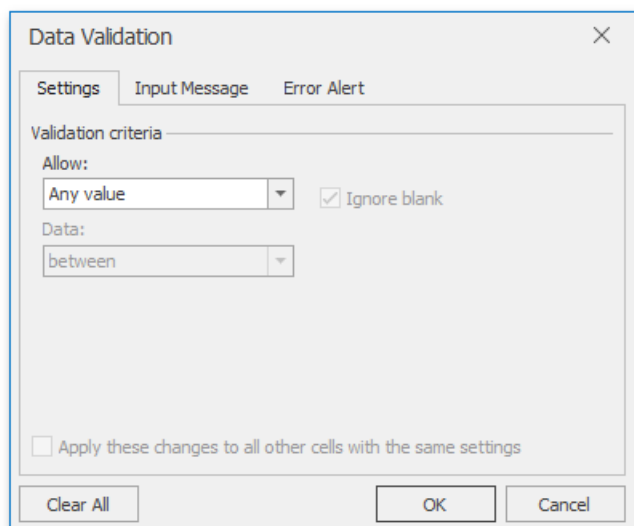 Data Validation
Settings Input Message Error Alert
Validation criteria
Allow:
Any value Ignore blank
Data:
between
Apply these changes to all other cells with the same settings
Clear All OK Cancel